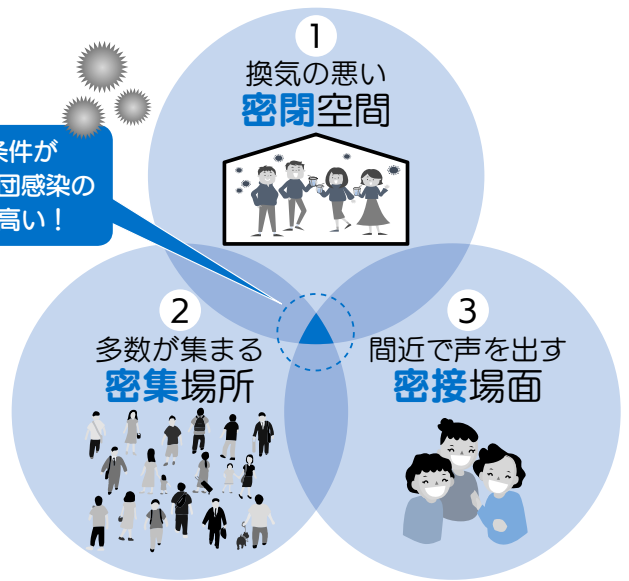 1
換気の悪い
密閉空間
条件が
団感染の
高い！
2
多数が集まる
密集場所
3
間近で声を出す
密接場面